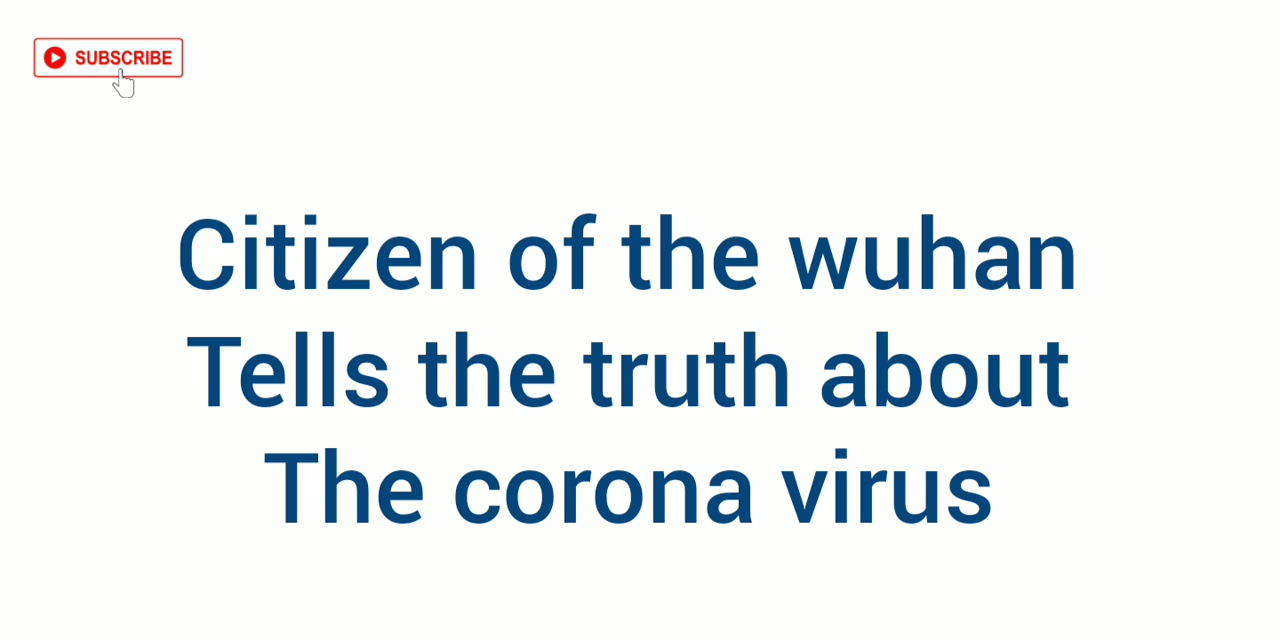 SUBSCRIBE
Citizen of the wuhan
Tells the truth about
The corona virus